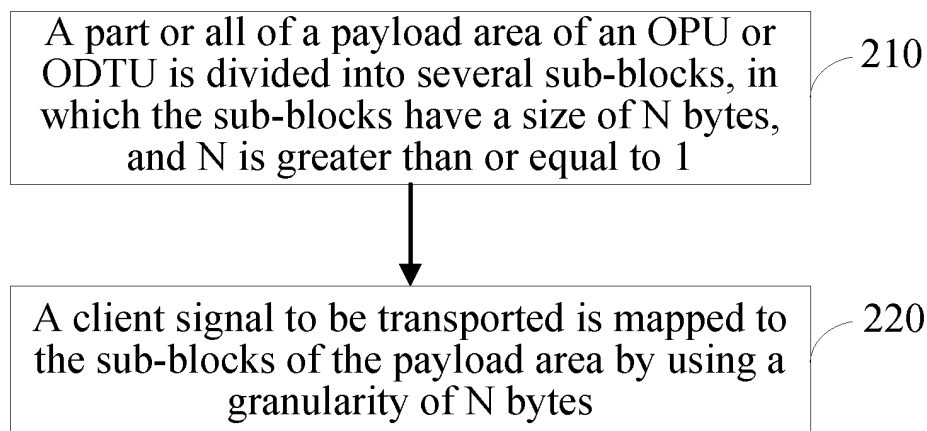 A part or all of a payload area of an OPU or
ODTU is divided into several sub-blocks, in
which the sub-blocks have a size of N bytes,
and N is greater than or equal to 1
210
A client signal to be transported is mapped to
the sub-blocks of the payload area by using a
granularity of N bytes
220